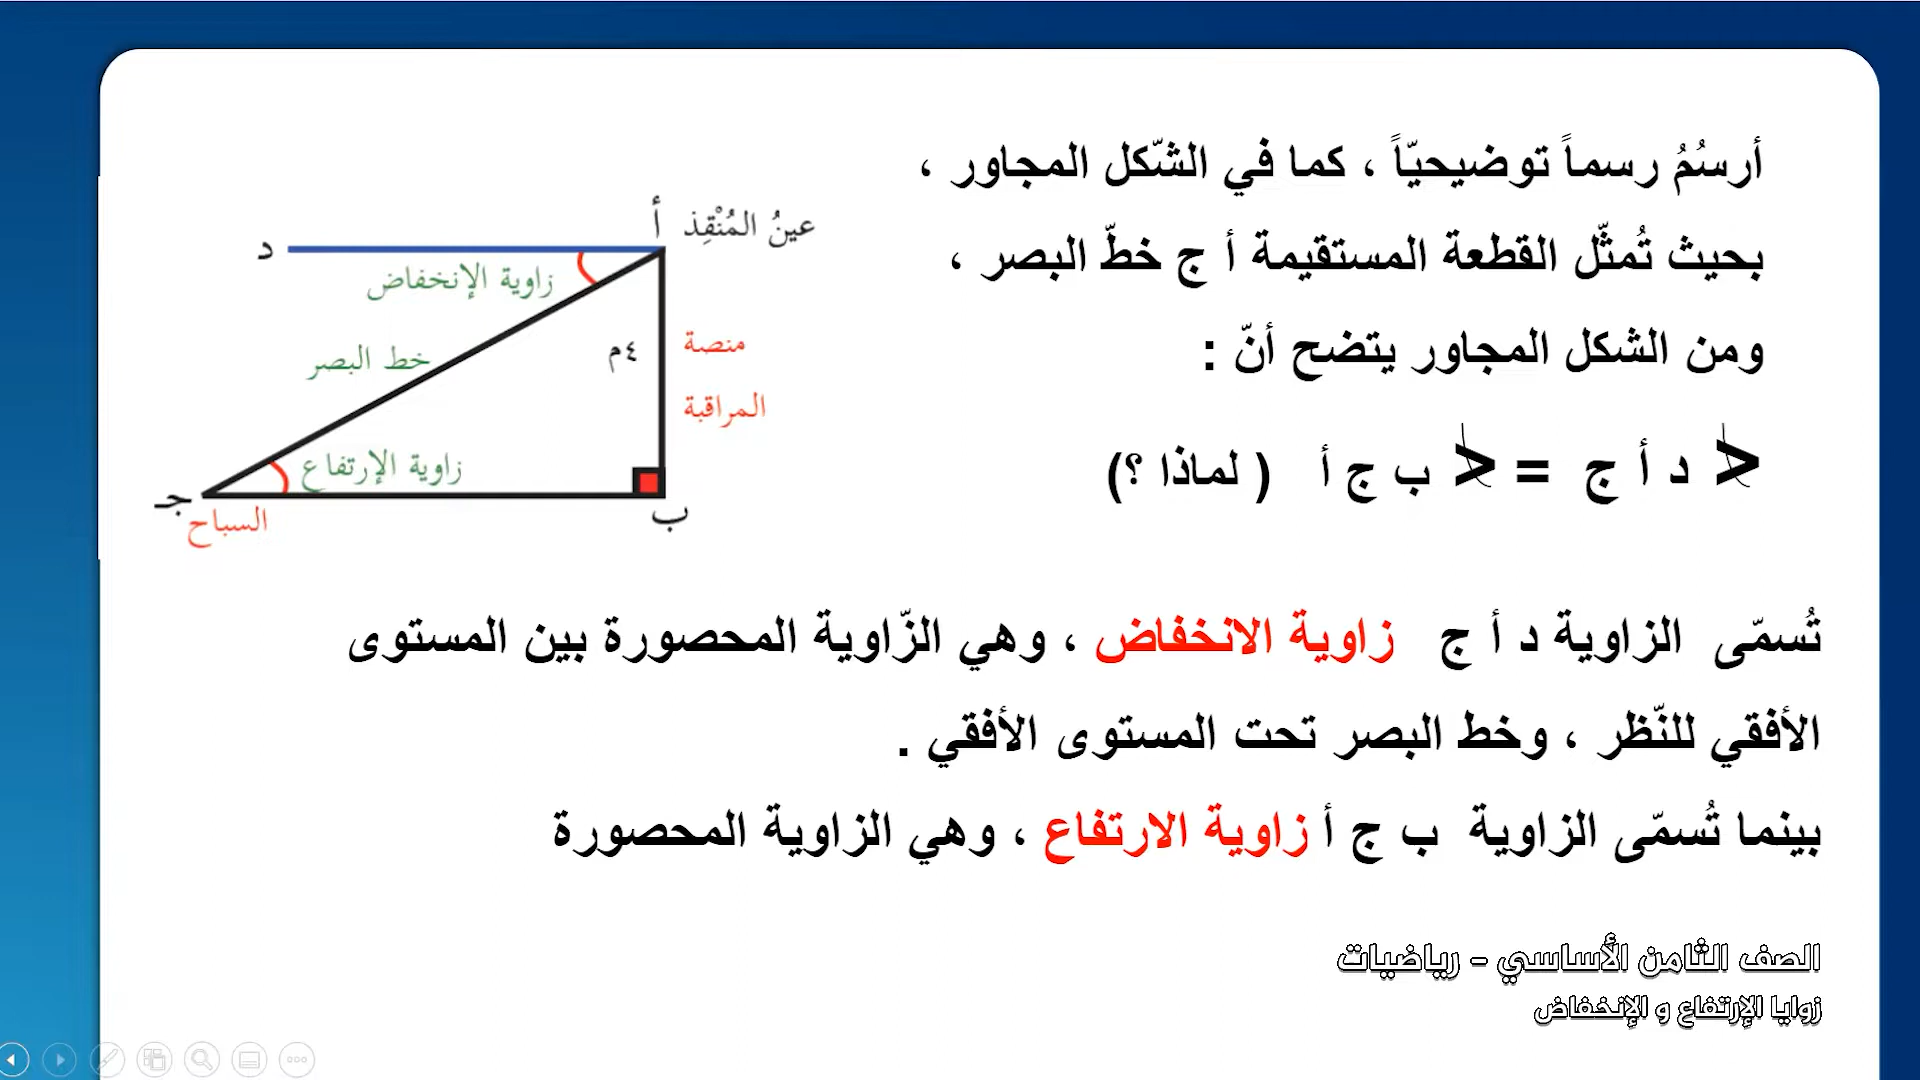 أرسُمُ رسماً توضيحيّاً ، كما في الشّكل المجاور ،
بحيث تُمثّل القطعة المستقيمة أ ج خطّ البصر ،
ومن الشكل المجاور يتضح أنّ :
> د أ ج = > ب ج أ ( لماذا ؟)
عينُ المُنْقِذ
أ
د
زاوية الإنخفاض
خط البصر
٤م
منصة
المراقبة
زاوية الإرتفاع
جـ
ب
السباح
تُسمّى الزاوية د أ ج زاوية الانخفاض ، وهي الزّاوية المحصورة بين المستوى
الأفقي للنّظر ، وخط البصر تحت المستوى الأفقي .
بينما تُسمّى الزاوية ب ج أ زاوية الارتفاع ، وهي الزاوية المحصورة
الصف الثامن الأساسي - رياضيات
زوايا الإرتفاع و الإنخفاض